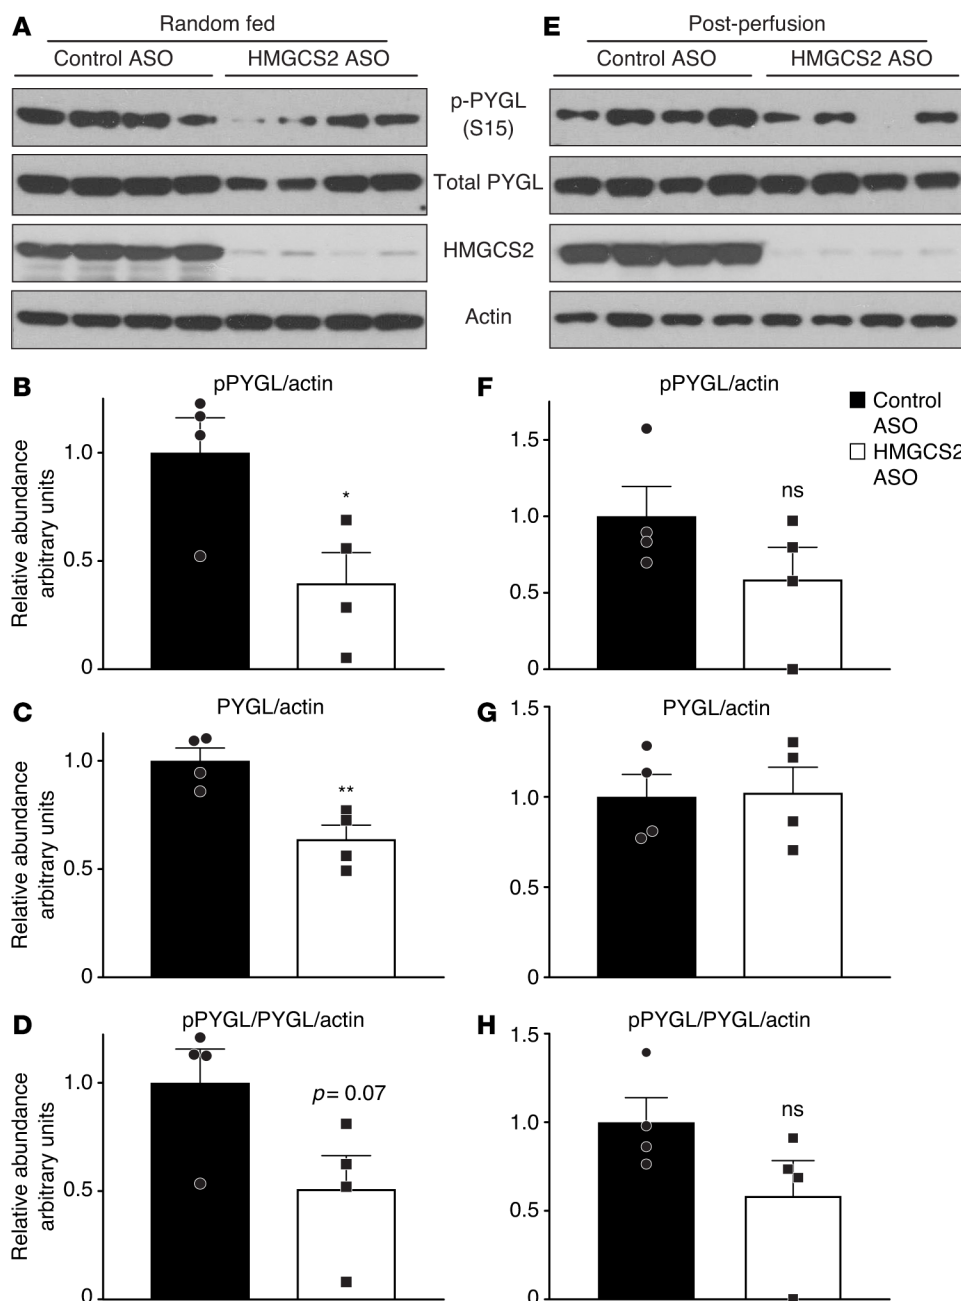 A
Random fed
Control ASO
HMGCS2 ASO
E
Post-perfusion
Control ASO
HMGCS2 ASO
p-PYGL
(S15)
Total PYGL
HMGCS2
Actin
B
pPYGL/actin
Relative abundance
arbitrary units
1.0
0.5
0
*
F
pPYGL/actin
1.5
1.0
0.5
0
ns
Control
ASO
HMGCS2
ASO
C
PYGL/actin
Relative abundance
arbitrary units
1.0
0.5
0
**
G
PYGL/actin
1.5
1.0
0.5
0
D
pPYGL/PYGL/actin
Relative abundance
arbitrary units
1.0
0.5
0
p= 0.07
H
pPYGL/PYGL/actin
1.5
1.0
0.5
0
ns